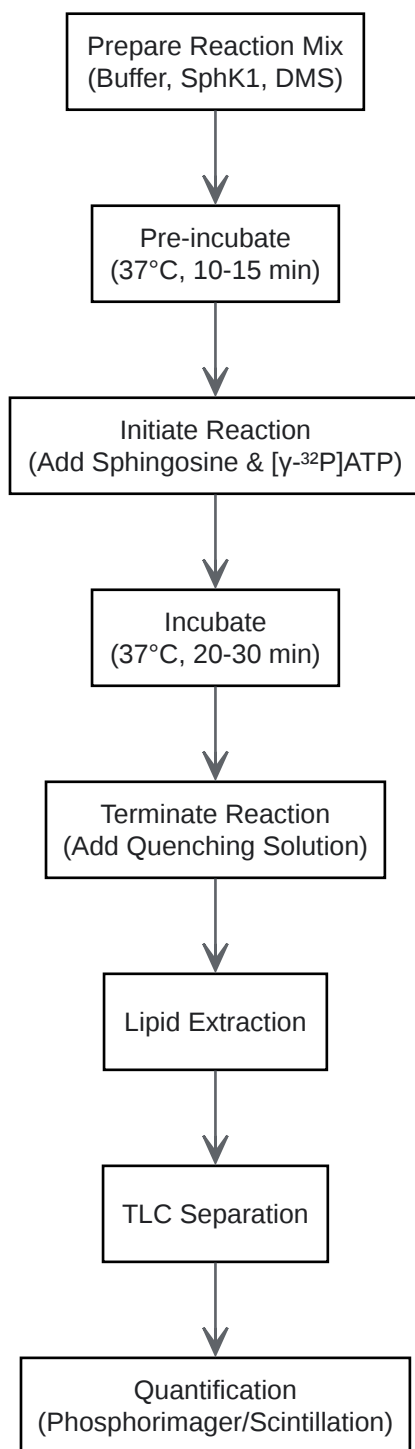 Prepare Reaction Mix
(Buffer, SphK1, DMS)
Pre-incubate
(37°C, 10-15 min)
Initiate Reaction
(Add Sphingosine & [γ-³²P]ATP)
Incubate
(37°C, 20-30 min)
Terminate Reaction
(Add Quenching Solution)
Lipid Extraction
TLC Separation
Quantification
(Phosphorimager/Scintillation)